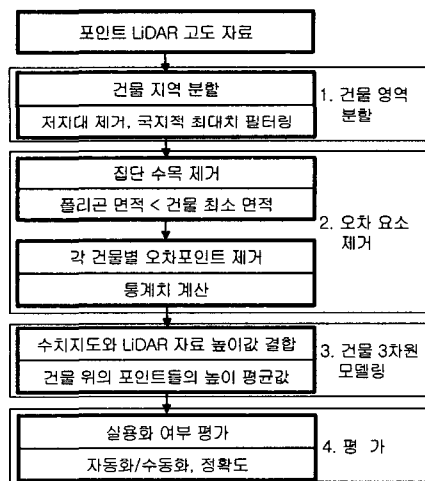 포인트 LiDAR 고도 자료
건물 지역 분할
저지대 제거, 국지적 최대치 필터링
1. 건물 영역
분할
집단 수목 제거
폴리곤 면적 < 건물 최소 면적
각 건물별 오차포인트 제거
통계치 계산
2. 오차 요소
제거
수치지도와 LiDAR 자료 높이값 결합
건물 위의 포인트들의 높이 평균값
3. 건물 3차원
모델링
실용화 여부 평가
자동화/수동화, 정확도
4. 평 가